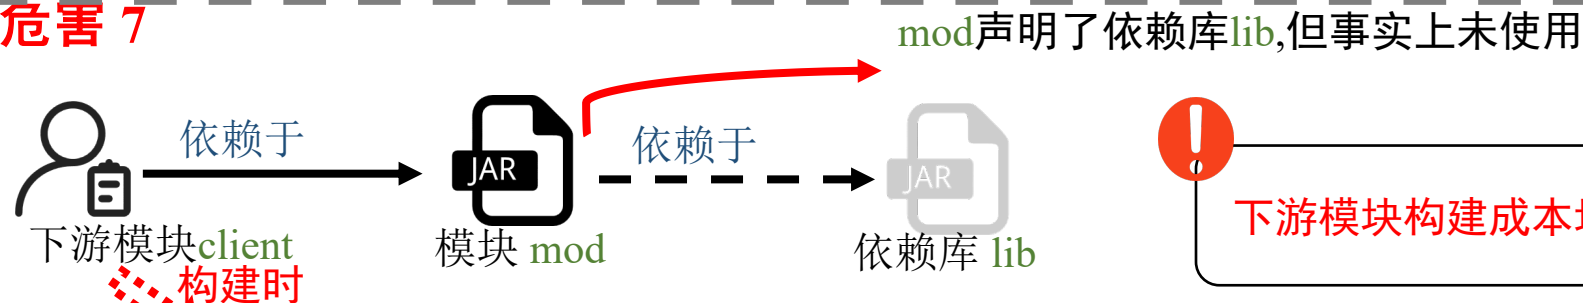 危害 7
mod声明了依赖库lib,但事实上未使用
依赖于
依赖于
JAR
JAR
下游模块client
模块 mod
依赖库 lib
下游模块构建成本
构建时